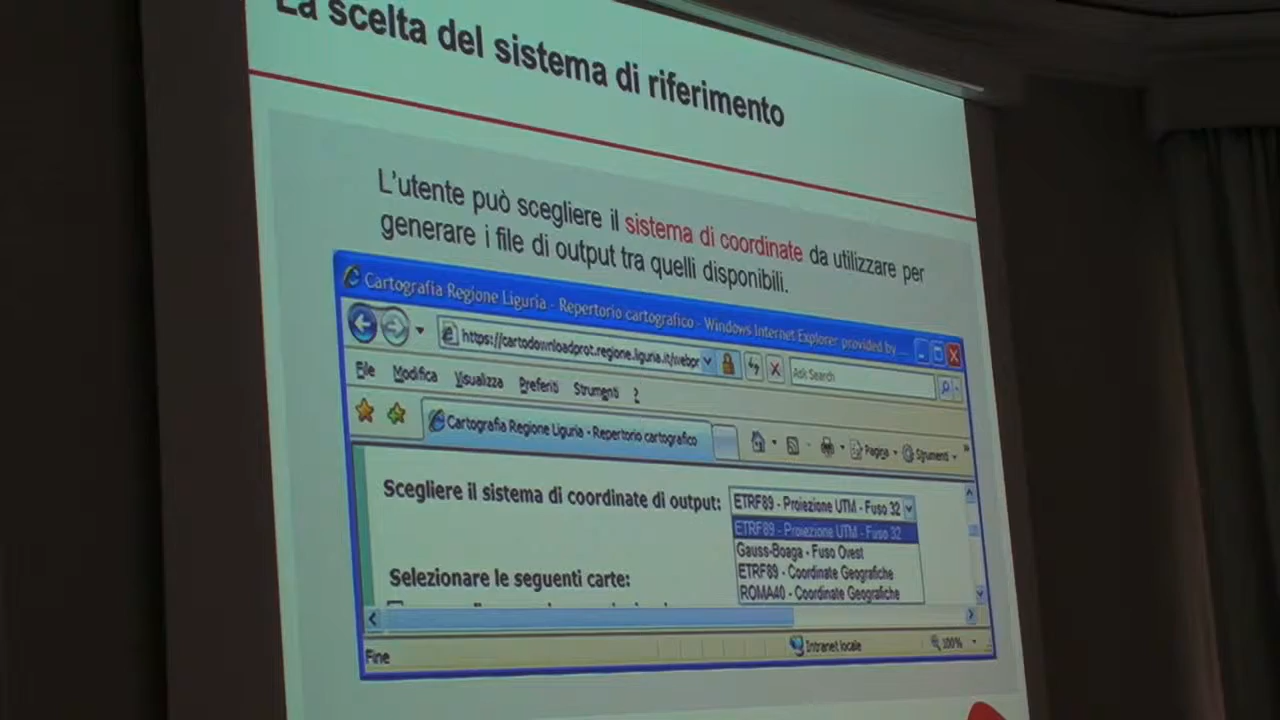 La scelta del sistema di riferimento
L'utente può scegliere il sistema di coordinate da utilizzare per
generare i file di output tra quelli disponibili.
Cartografia Regione Liguria - Repertorio cartografico - Windows Internet Explorer provided by ...
https://cartodownloadprot.regione.liguria.it/webpr
Ask Search
File Modifica Visualizza Preferiti Strumenti ?
Cartografia Regione Liguria - Repertorio cartografico
Pagina Strumenti »
Scegliere il sistema di coordinate di output: ETRF89 - Proiezione UTM - Fuso 32
ETRF89 - Proiezione UTM - Fuso 32
Gauss-Boaga - Fuso Ovest
ETRF89 - Coordinate Geografiche
ROMA40 - Coordinate Geografiche
Selezionare le seguenti carte:
Fine Intranet locale 100%